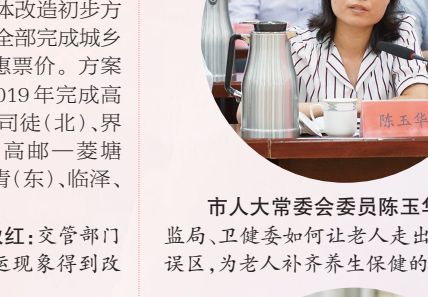 体改造初步方
全部完成城乡
惠票价。方案
019年完成高
司徒(北)、界
高邮—菱塘
青(东)、临泽、
红:交管部门
运现象得到改
陈玉华
市人大常委会委员陈玉华
监局、卫健委如何让老人走出
误区,为老人补齐养生保健的